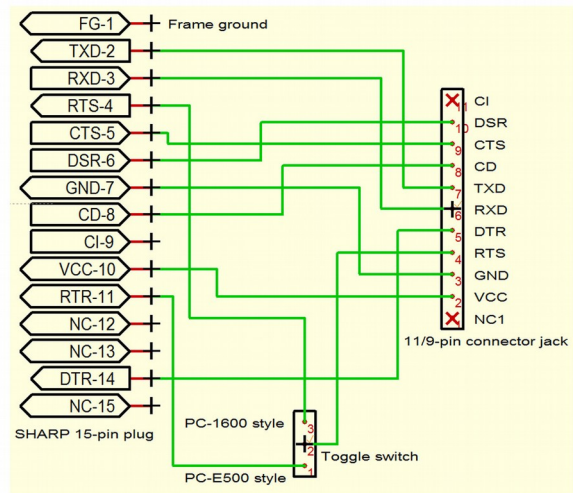 FG-1
Frame ground
TXD-2
RXD-3
RTS-4
CTS-5
DSR-6
GND-7
CD-8
CI-9
VCC-10
RTR-11
NC-12
NC-13
DTR-14
NC-15
SHARP 15-pin plug
11 CI
10 DSR
9 CTS
8 CD
7 TXD
6 RXD
5 DTR
4 RTS
3 GND
2 VCC
NC1
11/9-pin connector jack
PC-1600 style
3
2
1
Toggle switch
PC-E500 style